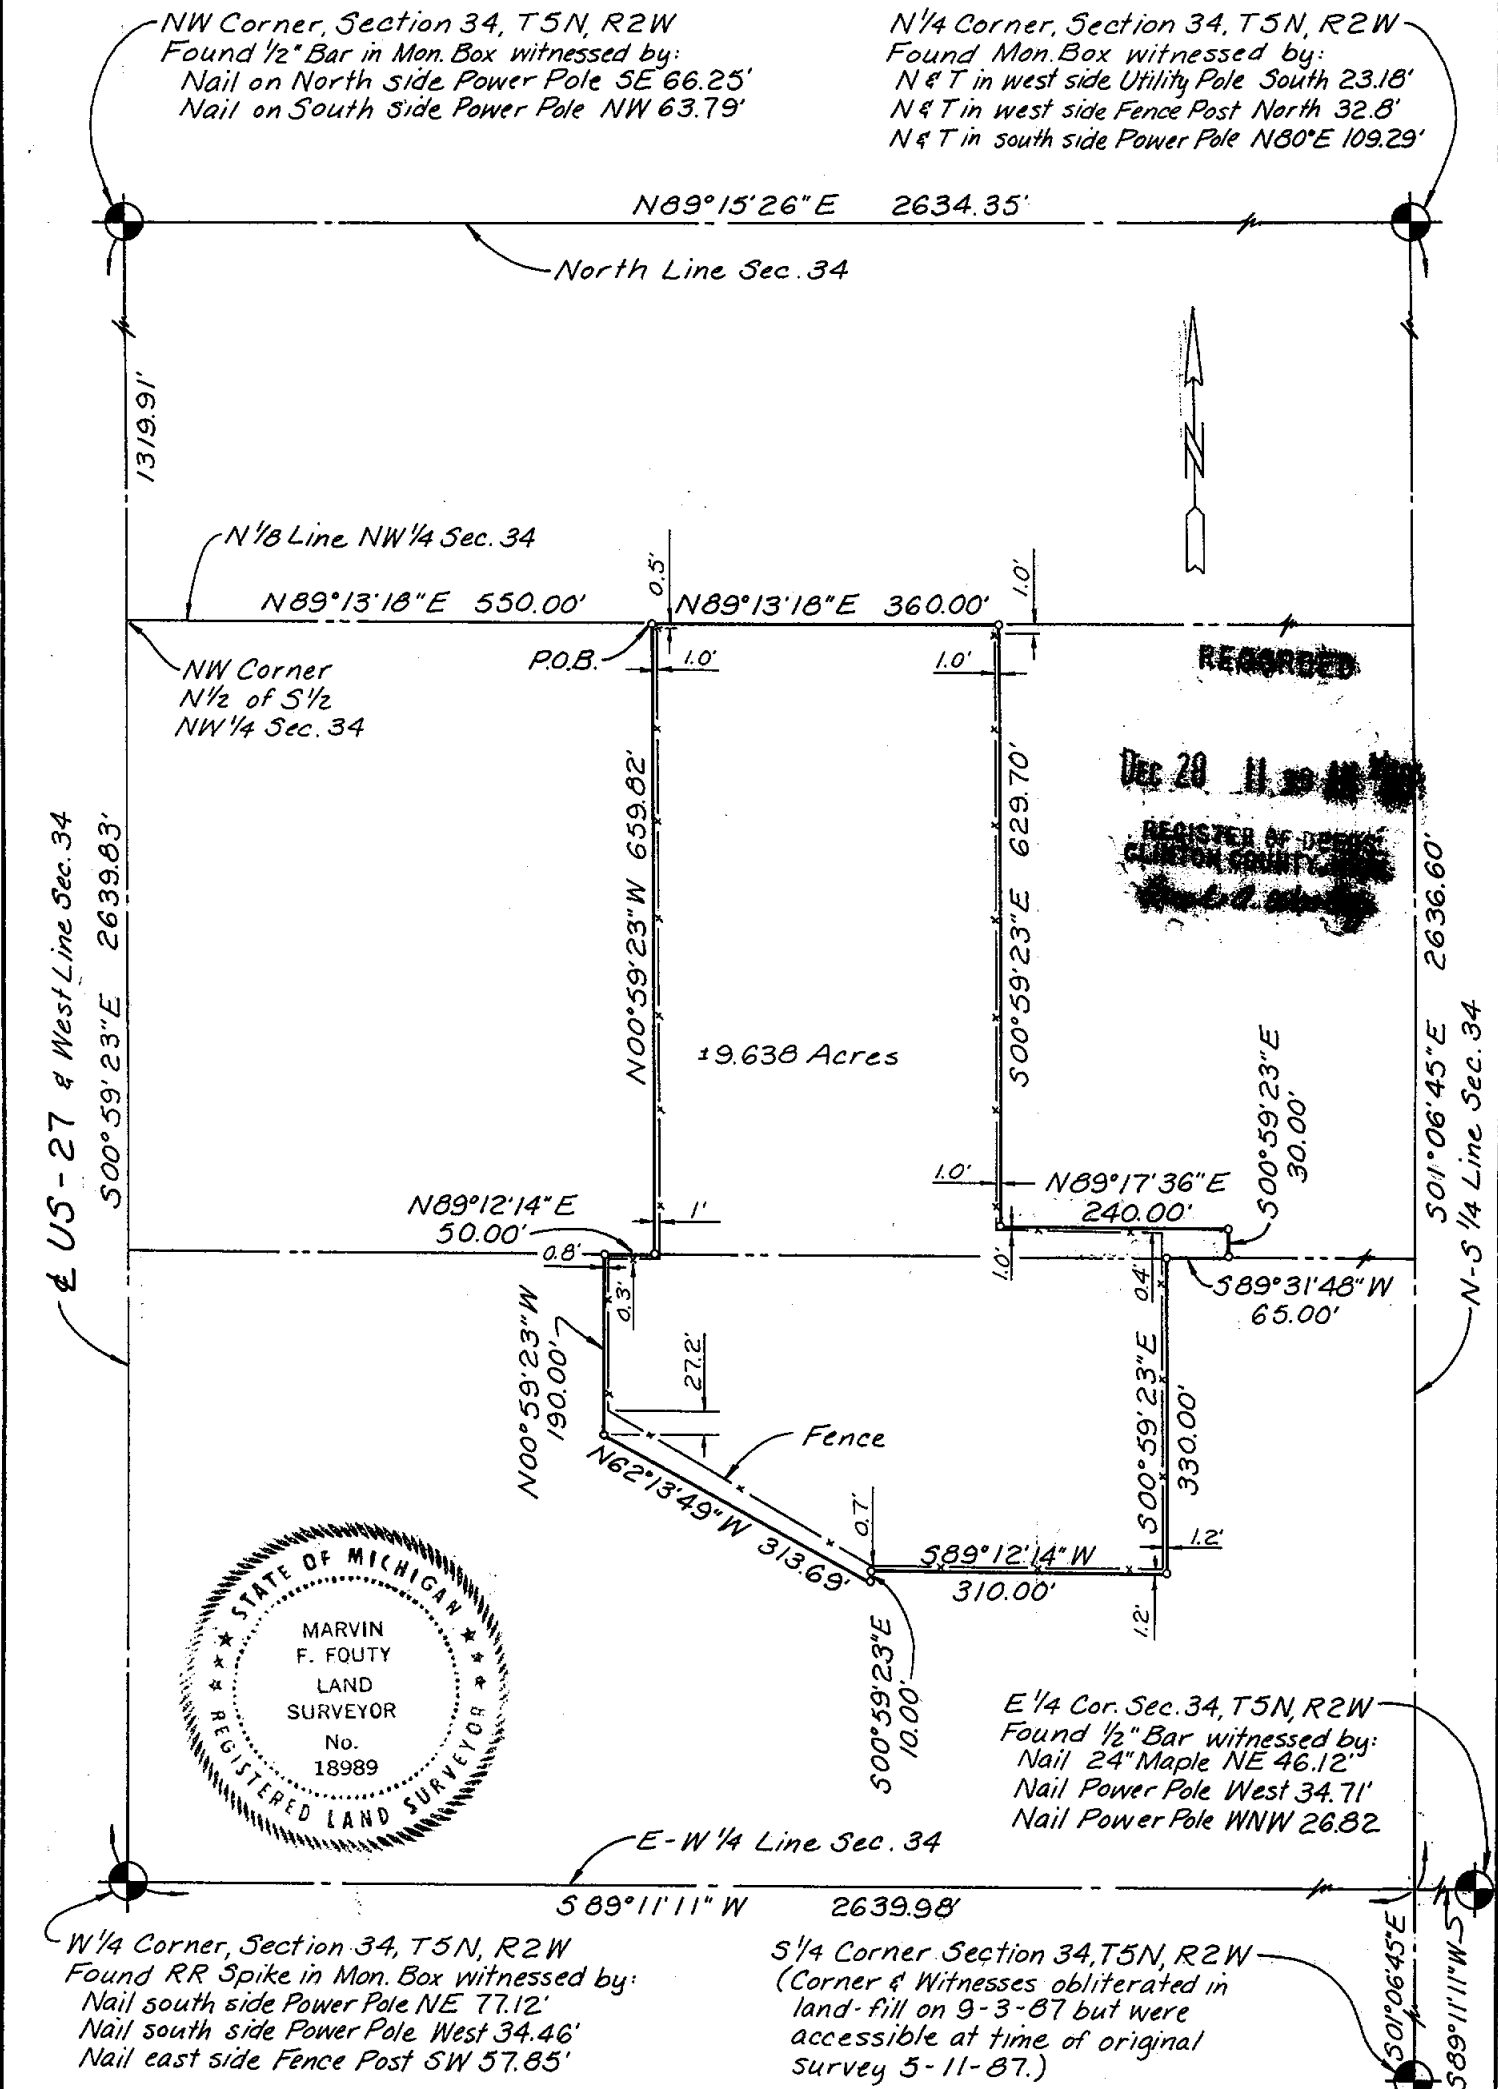 NW Corner, Section 34, T5N, R2W
Found 1/2" Bar in Mon. Box witnessed by:
Nail on North side Power Pole SE 66.25'
Nail on South side Power Pole NW 63.79'
N 1/4 Corner, Section 34, T5N, R2W
Found Mon. Box witnessed by:
N & T in west side Utility Pole South 23.18'
N & T in west side Fence Post North 32.8'
N & T in south side Power Pole N80°E 109.29'
N89°15'26"E 2634.35'
North Line Sec. 34
1319.91'
N
N 1/8 Line NW 1/4 Sec. 34
N89°13'18"E 550.00'
0.5'
N89°13'18"E 360.00'
1.0'
P.O.B.
1.0'
1.0'
NW Corner
N 1/2 of S 1/2
NW 1/4 Sec. 34
RECORDED
DEC 20 11
REGISTER OF DEEDS
CLINTON COUNTY,
N00°59'23"W 659.82'
S00°59'23"E 629.70'
±9.638 Acres
℄ US-27 & West Line Sec. 34
S00°59'23"E 2639.83'
S01°06'45"E 2636.60'
N-S 1/4 Line Sec. 34
S00°59'23"E
30.00'
1.0'
N89°17'36"E
240.00'
N89°12'14"E
50.00'
1'
0.8'
0.3'
1.0'
0.4'
S89°31'48"W
65.00'
N00°59'23"W
190.00'
27.2'
Fence
S00°59'23"E
330.00'
N62°13'49"W 313.69'
0.7'
S89°12'14"W
310.00'
1.2'
1.2'
S00°59'23"E
10.00'
STATE OF MICHIGAN
MARVIN
F. FOUTY
LAND
SURVEYOR
No.
18989
REGISTERED LAND SURVEYOR
E 1/4 Cor. Sec. 34, T5N, R2W
Found 1/2" Bar witnessed by:
Nail 24" Maple NE 46.12'
Nail Power Pole West 34.71'
Nail Power Pole WNW 26.82
E-W 1/4 Line Sec. 34
S89°11'11"W 2639.98'
W 1/4 Corner, Section 34, T5N, R2W
Found RR Spike in Mon. Box witnessed by:
Nail south side Power Pole NE 77.12'
Nail south side Power Pole West 34.46'
Nail east side Fence Post SW 57.85'
S 1/4 Corner Section 34, T5N, R2W
(Corner & Witnesses obliterated in
land-fill on 9-3-87 but were
accessible at time of original
survey 5-11-87.)
S01°06'45"E
S89°11'11"W